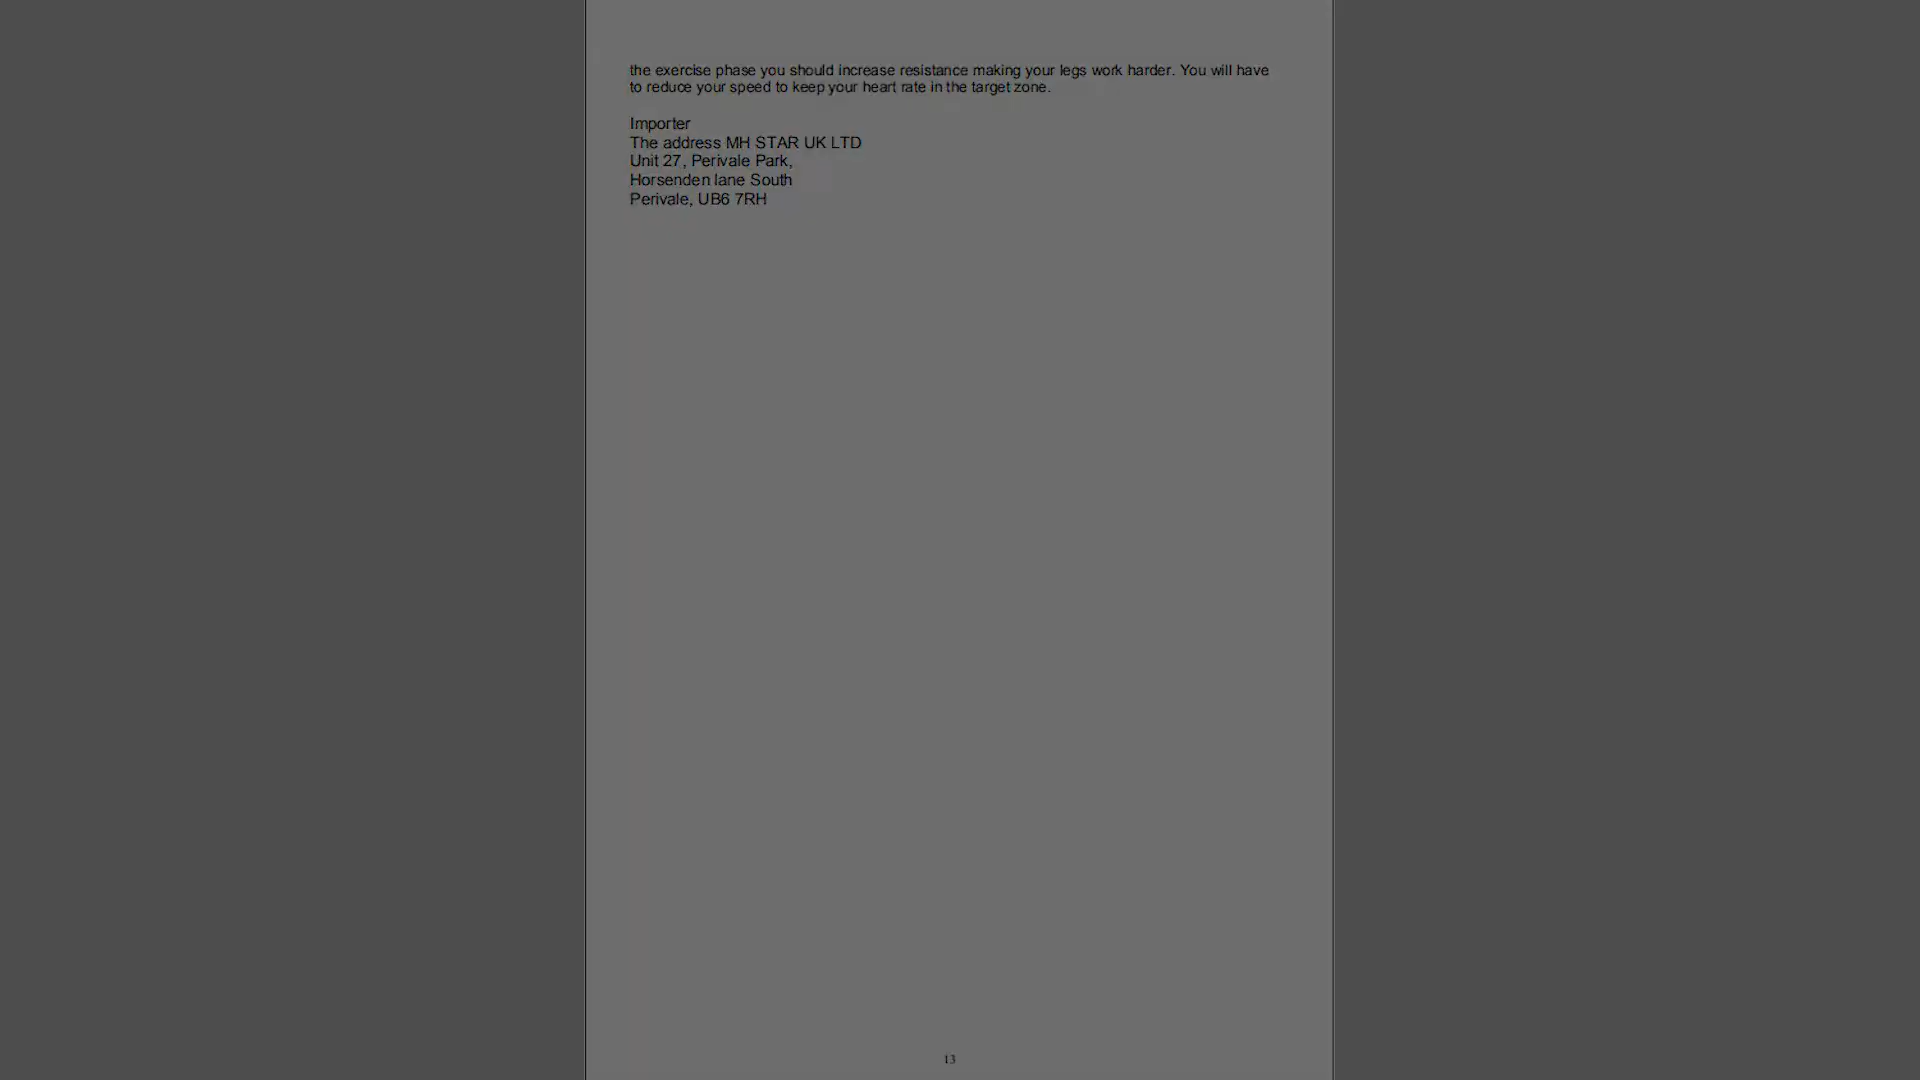 the exercise phase you should increase resistance making your legs work harder. You will have
to reduce your speed to keep your heart rate in the target zone.
Importer
The address MH STAR UK LTD
Unit 27, Perivale Park,
Horsenden lane South
Perivale, UB6 7RH
13